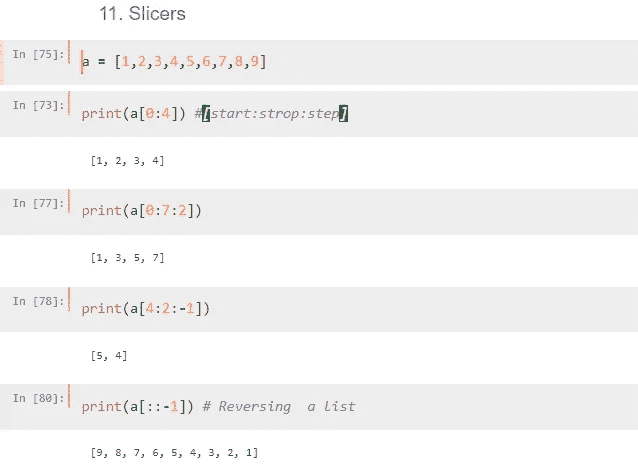 11. Slicers
In [75]: a = [1,2,3,4,5,6,7,8,9]
In [73]: print(a[0:4]) #[start:strop:step]
[1, 2, 3, 4]
In [77]: print(a[0:7:2])
[1, 3, 5, 7]
In [78]: print(a[4:2:-1])
[5, 4]
In [80]: print(a[::-1]) # Reversing  a list
[9, 8, 7, 6, 5, 4, 3, 2, 1]